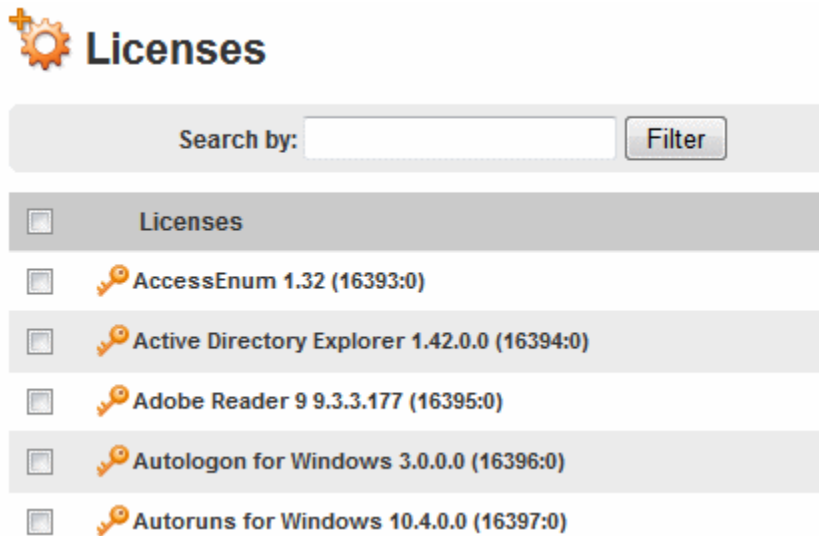 Licenses
Search by: Filter
Licenses
AccessEnum 1.32 (16393:0)
Active Directory Explorer 1.42.0.0 (16394:0)
Adobe Reader 9 9.3.3.177 (16395:0)
Autologon for Windows 3.0.0.0 (16396:0)
Autoruns for Windows 10.4.0.0 (16397:0)